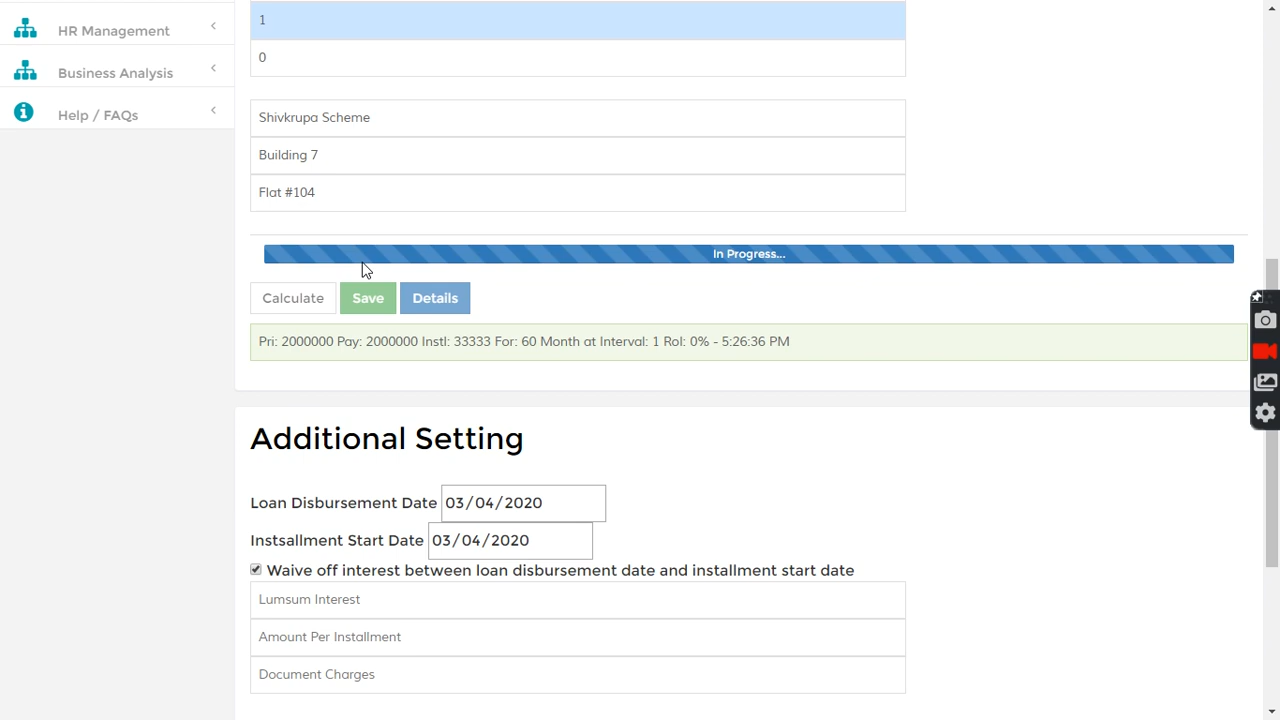 HR Management
Business Analysis
Help / FAQs
1
0
Shivkrupa Scheme
Building 7
Flat #104
In Progress...
Calculate Save Details
Pri: 2000000 Pay: 2000000 Instl: 33333 For: 60 Month at Interval: 1 RoI: 0% - 5:26:36 PM
Additional Setting
Loan Disbursement Date 03/04/2020
Instsallment Start Date 03/04/2020
Waive off interest between loan disbursement date and installment start date
Lumsum Interest
Amount Per Installment
Document Charges